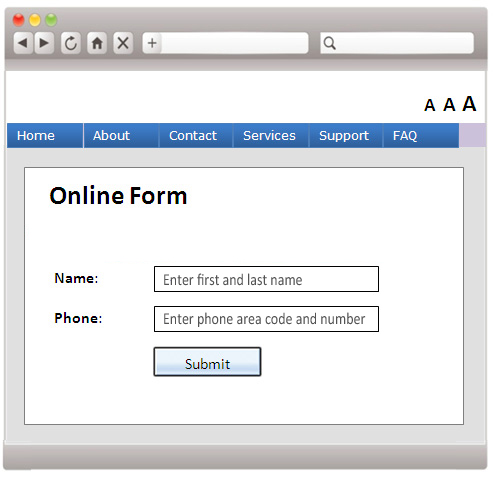 A A A
Home About Contact Services Support FAQ
Online Form
Name: Enter first and last name
Phone: Enter phone area code and number
Submit